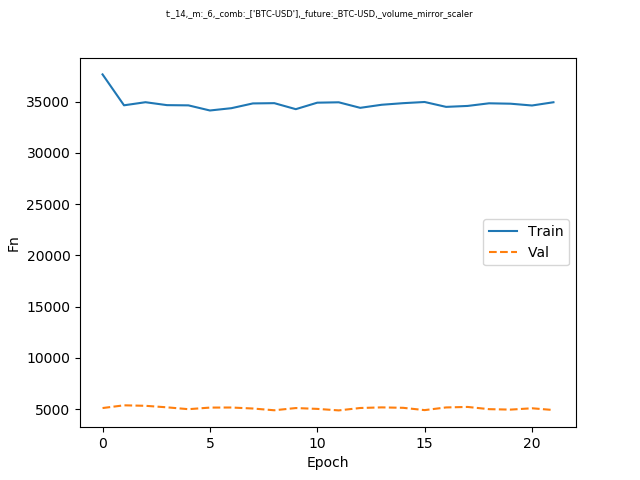 t:_14,_m:_6,_comb:_['BTC-USD'],_future:_BTC-USD,_volume_mirror_scaler
35000
30000
25000
20000
15000
10000
5000
Fn
Train
Val
0 5 10 15 20
Epoch